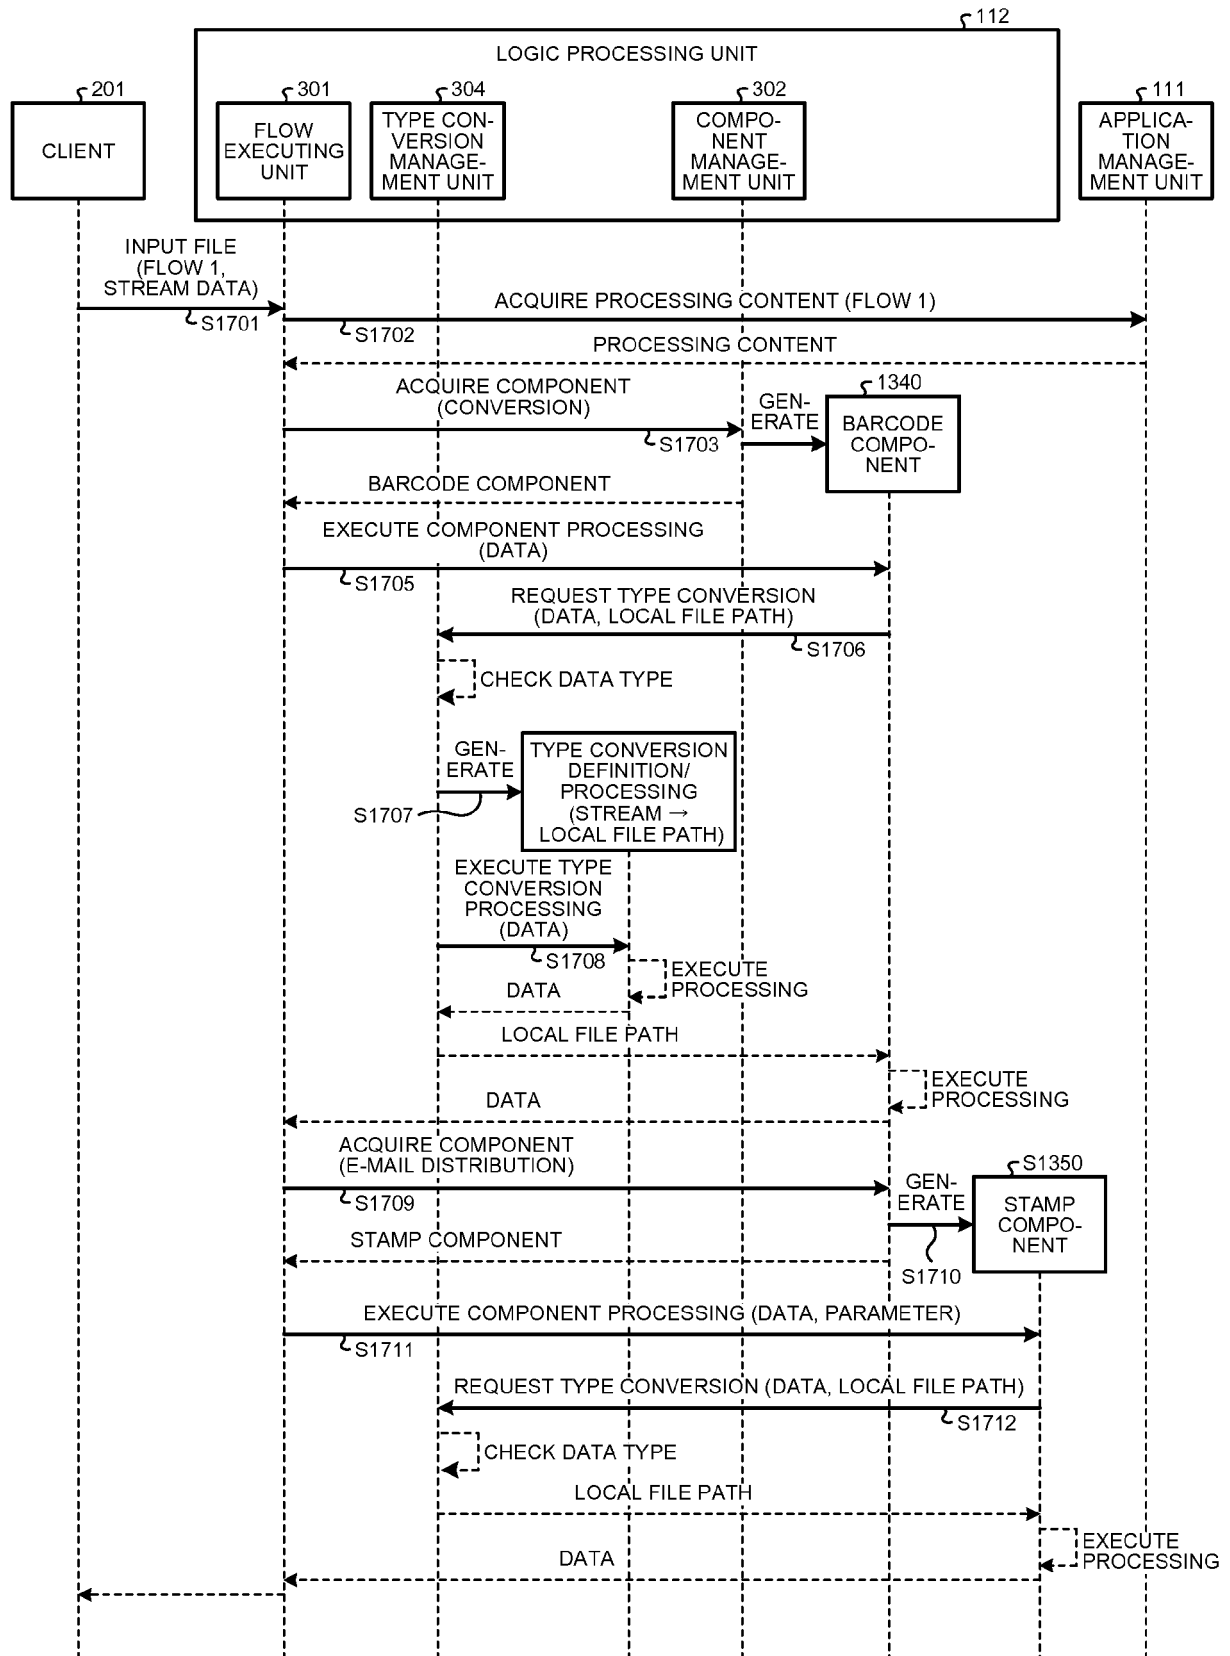 112
LOGIC PROCESSING UNIT
201
CLIENT
301
FLOW
EXECUTING
UNIT
304
TYPE CON-
VERSION
MANAGE-
MENT UNIT
302
COMPO-
NENT
MANAGE-
MENT UNIT
111
APPLICA-
TION
MANAGE-
MENT UNIT
INPUT FILE
(FLOW 1,
STREAM DATA)
S1701
ACQUIRE PROCESSING CONTENT (FLOW 1)
S1702
PROCESSING CONTENT
ACQUIRE COMPONENT
(CONVERSION)
S1703
GEN-
ERATE
1340
BARCODE
COMPO-
NENT
BARCODE COMPONENT
EXECUTE COMPONENT PROCESSING
(DATA)
S1705
REQUEST TYPE CONVERSION
(DATA, LOCAL FILE PATH)
S1706
CHECK DATA TYPE
GEN-
ERATE
S1707
TYPE CONVERSION
DEFINITION/
PROCESSING
(STREAM →
LOCAL FILE PATH)
EXECUTE TYPE
CONVERSION
PROCESSING
(DATA)
S1708
EXECUTE
PROCESSING
DATA
LOCAL FILE PATH
EXECUTE
PROCESSING
DATA
ACQUIRE COMPONENT
(E-MAIL DISTRIBUTION)
S1709
GEN-
ERATE
S1710
S1350
STAMP
COMPO-
NENT
STAMP COMPONENT
EXECUTE COMPONENT PROCESSING (DATA, PARAMETER)
S1711
REQUEST TYPE CONVERSION (DATA, LOCAL FILE PATH)
S1712
CHECK DATA TYPE
LOCAL FILE PATH
EXECUTE
PROCESSING
DATA